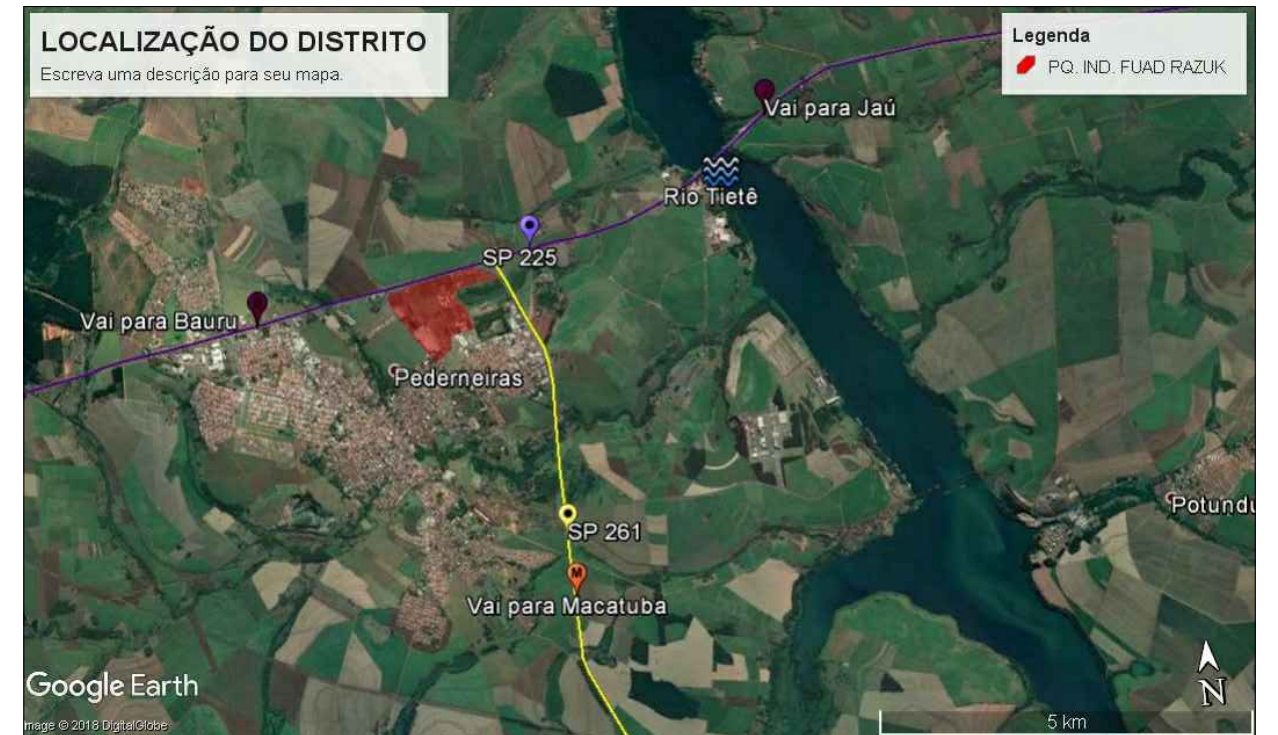 LOCALIZAÇÃO DO DISTRITO
Escreva uma descrição para seu mapa.
Legenda
PQ. IND. FUAD RAZUK
Vai para Jaú
Rio Tietê
SP 225
Vai para Bauru
Pederneiras
Potundu
SP 261
M
Vai para Macatuba
Google Earth
N
Image © 2018 DigitalGlobe
5 km